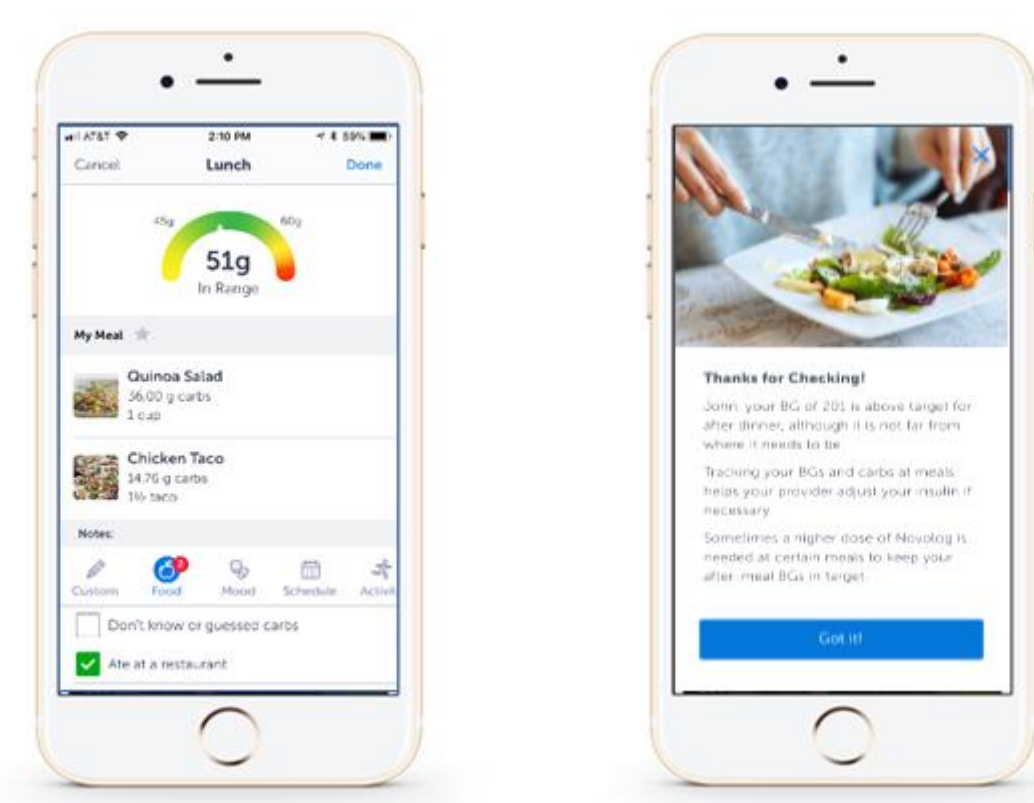 AT&T 2:10 PM 59%
Cancel Lunch Done
45g 60g
51g
In Range
My Meal
Quinoa Salad
36.00 g carbs
1 cup
Chicken Taco
14.76 g carbs
taco
Notes:
Custom Food Mood Schedule Activit
Don't know or guessed carbs
Ate at a restaurant
Thanks for Checking!
John, your BG of 201 is above target for
after dinner, although it is not far from
where it needs to be
Tracking your BGs and carbs at meals
helps your provider adjust your insulin if
necessary
Sometimes a higher dose of Novolog is
needed at certain meals to keep your
after-meal BGs in target.
Got it!